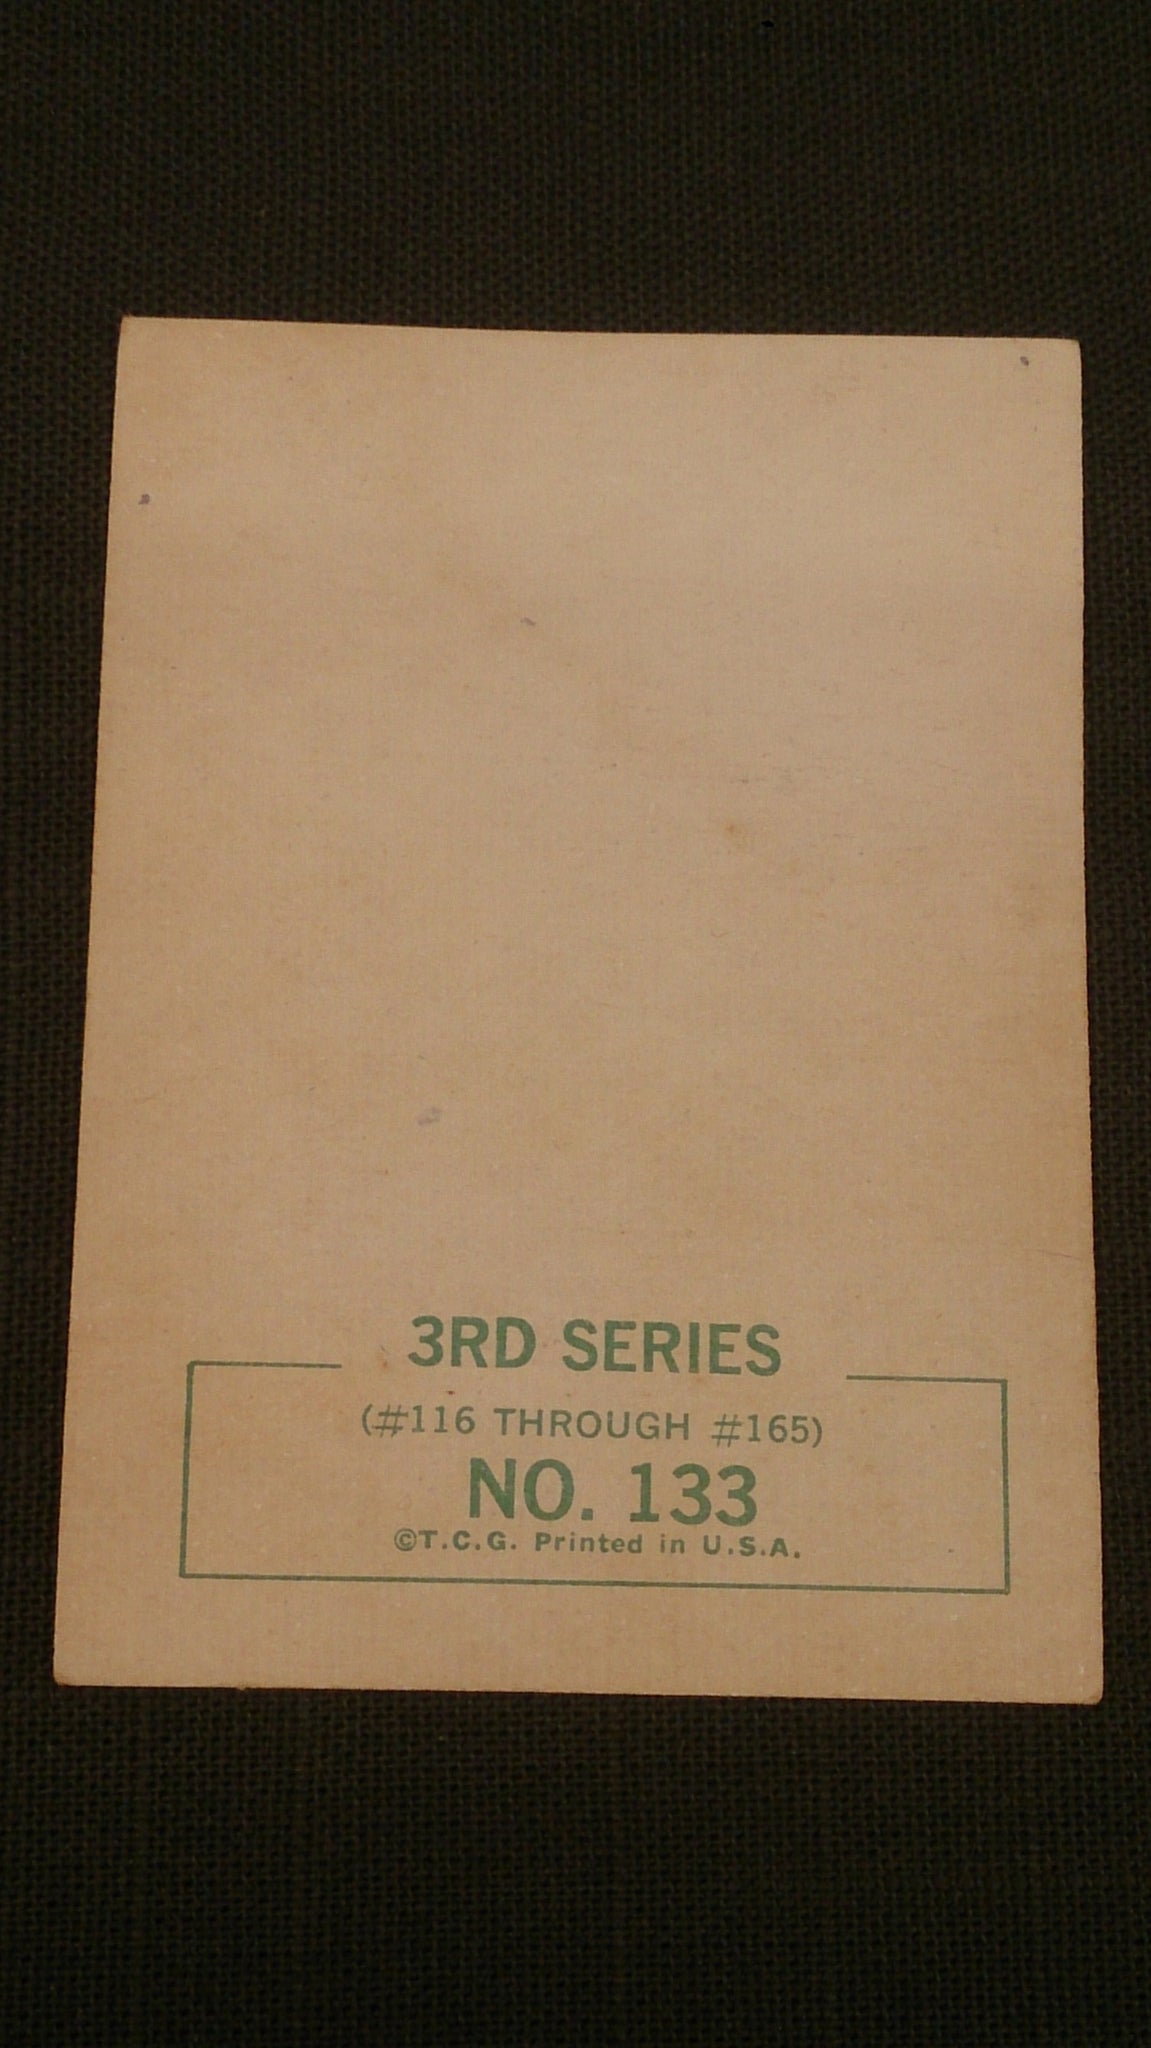 3RD SERIES
(#116 THROUGH #165)
NO. 133
©T.C.G. Printed in U.S.A.